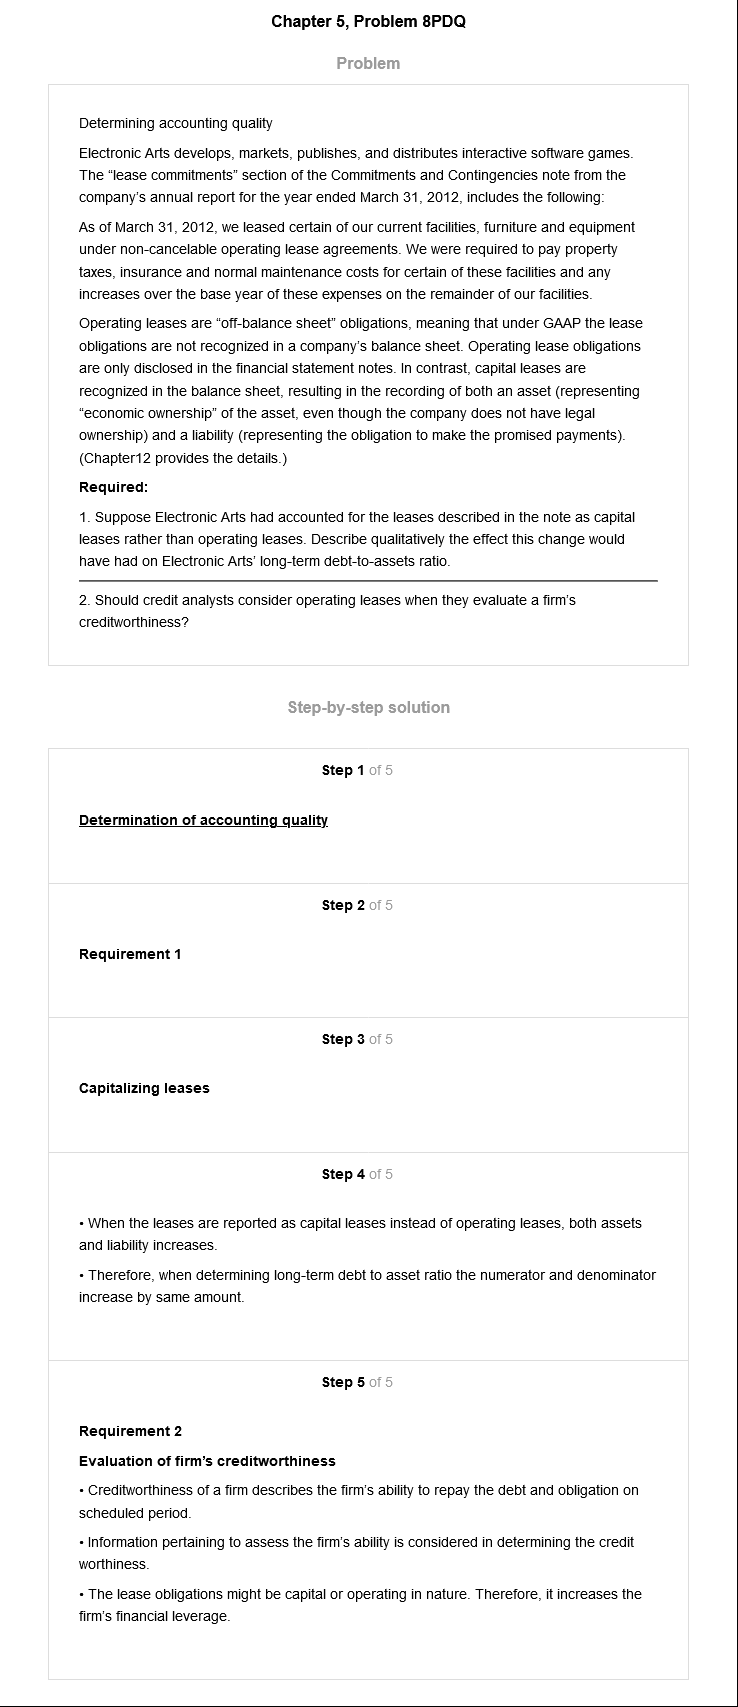 Chapter 5, Problem 8PDQ
Problem
Determining accounting quality
Electronic Arts develops, markets, publishes, and distributes interactive software games.
The “lease commitments” section of the Commitments and Contingencies note from the
company’s annual report for the year ended March 31, 2012, includes the following:
As of March 31, 2012, we leased certain of our current facilities, furniture and equipment
under non-cancelable operating lease agreements. We were required to pay property
taxes, insurance and normal maintenance costs for certain of these facilities and any
increases over the base year of these expenses on the remainder of our facilities.
Operating leases are “off-balance sheet” obligations, meaning that under GAAP the lease
obligations are not recognized in a company’s balance sheet. Operating lease obligations
are only disclosed in the financial statement notes. In contrast, capital leases are
recognized in the balance sheet, resulting in the recording of both an asset (representing
“economic ownership” of the asset, even though the company does not have legal
ownership) and a liability (representing the obligation to make the promised payments).
(Chapter12 provides the details.)
Required:
1. Suppose Electronic Arts had accounted for the leases described in the note as capital
leases rather than operating leases. Describe qualitatively the effect this change would
have had on Electronic Arts’ long-term debt-to-assets ratio.
2. Should credit analysts consider operating leases when they evaluate a firm’s
creditworthiness?
Step-by-step solution
Step 1 of 5
Determination of accounting quality
Step 2 of 5
Requirement 1
Step 3 of 5
Capitalizing leases
Step 4 of 5
• When the leases are reported as capital leases instead of operating leases, both assets
and liability increases.
• Therefore, when determining long-term debt to asset ratio the numerator and denominator
increase by same amount.
Step 5 of 5
Requirement 2
Evaluation of firm’s creditworthiness
• Creditworthiness of a firm describes the firm’s ability to repay the debt and obligation on
scheduled period.
• Information pertaining to assess the firm’s ability is considered in determining the credit
worthiness.
• The lease obligations might be capital or operating in nature. Therefore, it increases the
firm’s financial leverage.